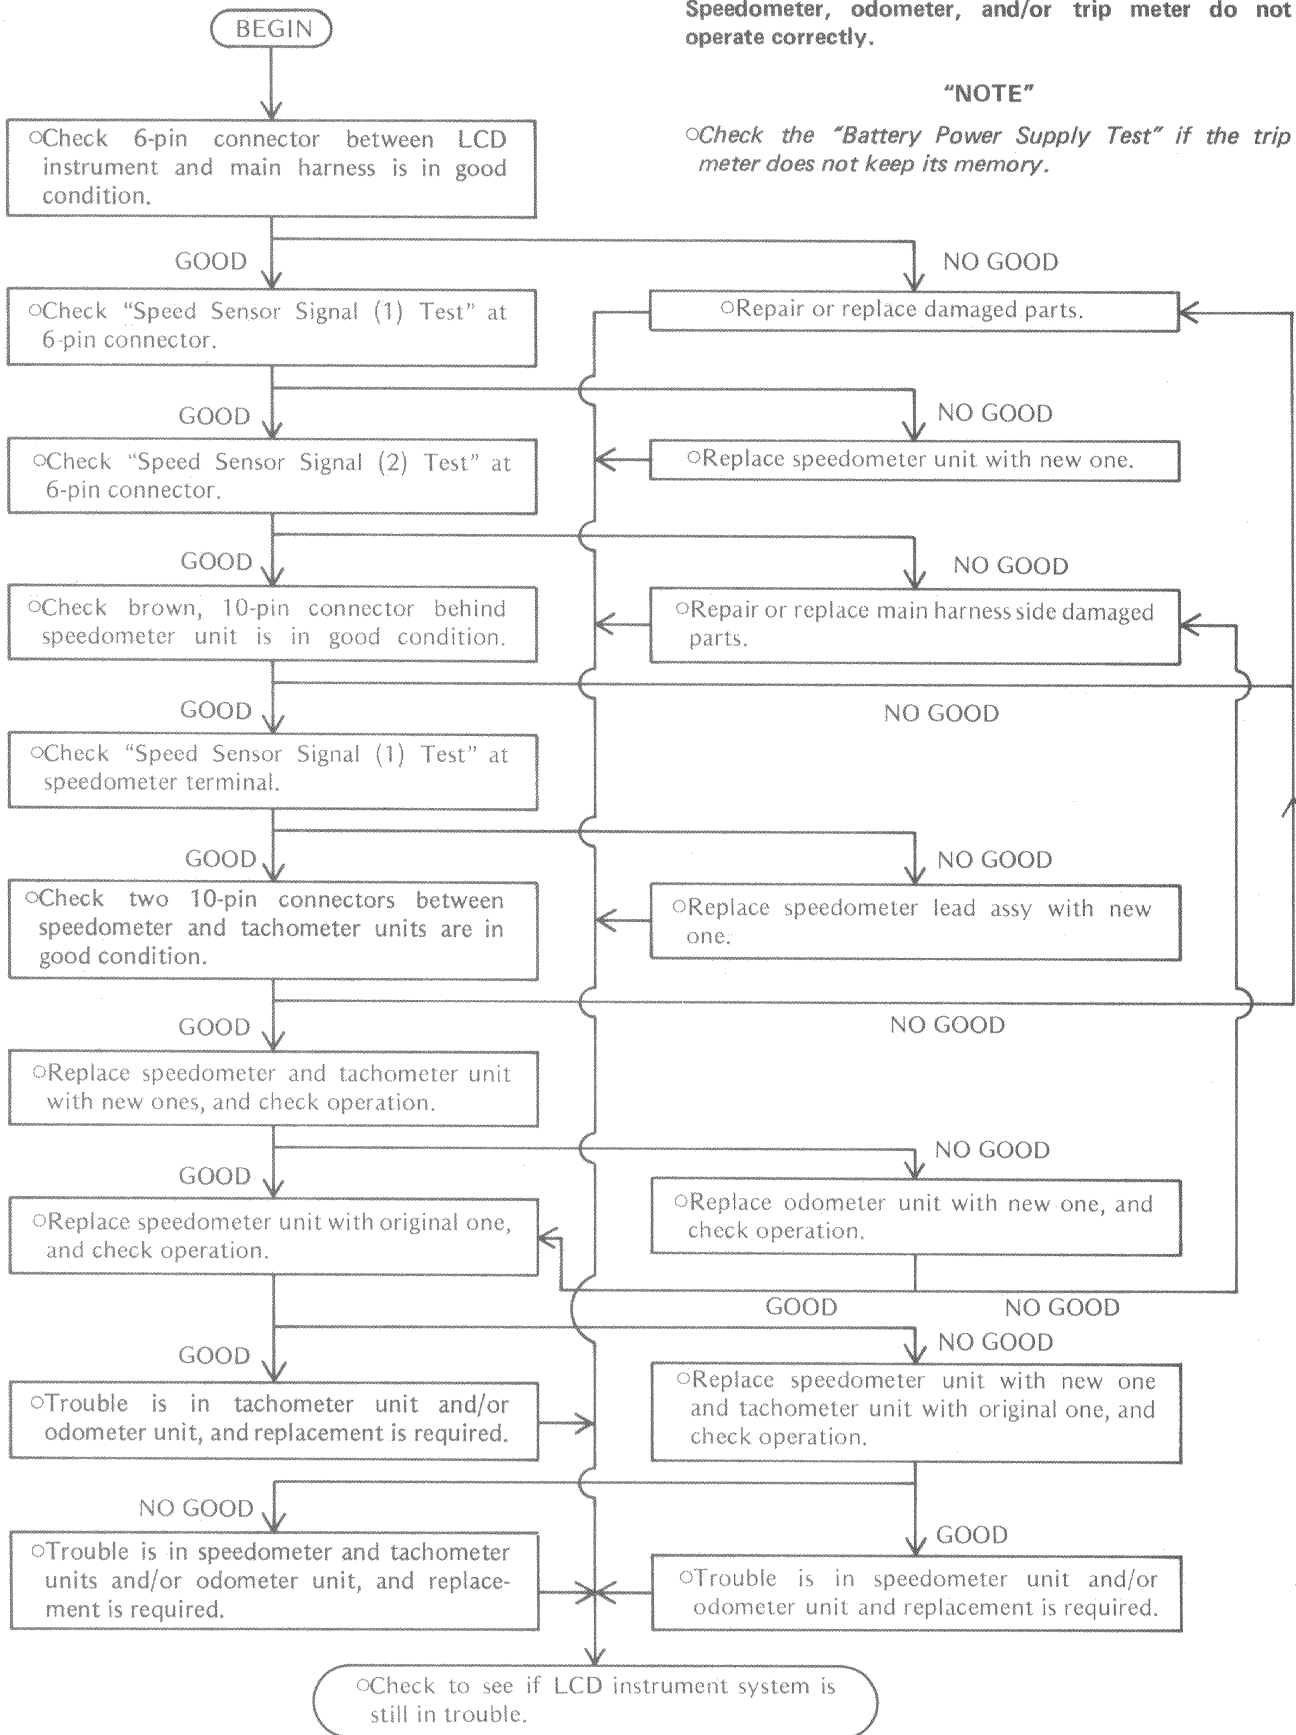 BEGIN
Speedometer, odometer, and/or trip meter do not
operate correctly.
"NOTE"
○Check the "Battery Power Supply Test" if the trip
meter does not keep its memory.
○Check 6-pin connector between LCD
instrument and main harness is in good
condition.
GOOD
NO GOOD
○Check "Speed Sensor Signal (1) Test" at
6-pin connector.
○Repair or replace damaged parts.
GOOD
NO GOOD
○Check "Speed Sensor Signal (2) Test" at
6-pin connector.
○Replace speedometer unit with new one.
GOOD
NO GOOD
○Check brown, 10-pin connector behind
speedometer unit is in good condition.
○Repair or replace main harness side damaged
parts.
GOOD
NO GOOD
○Check "Speed Sensor Signal (1) Test" at
speedometer terminal.
GOOD
NO GOOD
○Check two 10-pin connectors between
speedometer and tachometer units are in
good condition.
○Replace speedometer lead assy with new
one.
GOOD
NO GOOD
○Replace speedometer and tachometer unit
with new ones, and check operation.
GOOD
NO GOOD
○Replace speedometer unit with original one,
and check operation.
○Replace odometer unit with new one, and
check operation.
GOOD
NO GOOD
GOOD
NO GOOD
○Trouble is in tachometer unit and/or
odometer unit, and replacement is required.
○Replace speedometer unit with new one
and tachometer unit with original one, and
check operation.
NO GOOD
GOOD
○Trouble is in speedometer and tachometer
units and/or odometer unit, and replace-
ment is required.
○Trouble is in speedometer unit and/or
odometer unit and replacement is required.
○Check to see if LCD instrument system is
still in trouble.